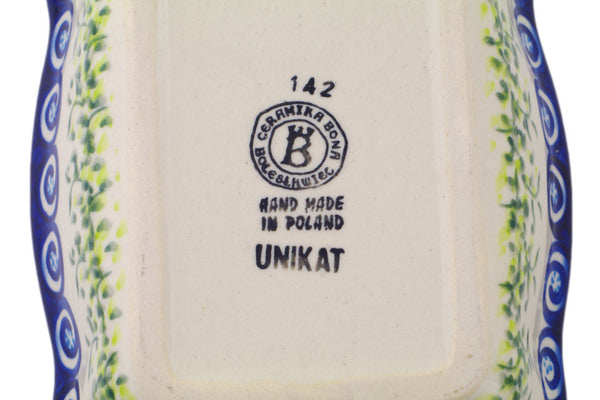 142
CERAMIKA BONA
B
BOLESŁAWIEC
HAND MADE
IN POLAND
UNIKAT